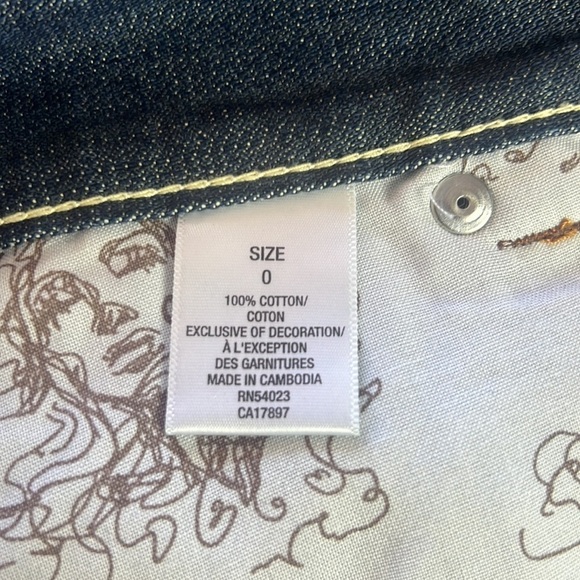 SIZE
0
100% COTTON/
COTON
EXCLUSIVE OF DECORATION/
À L'EXCEPTION
DES GARNITURES
MADE IN CAMBODIA
RN54023
CA17897